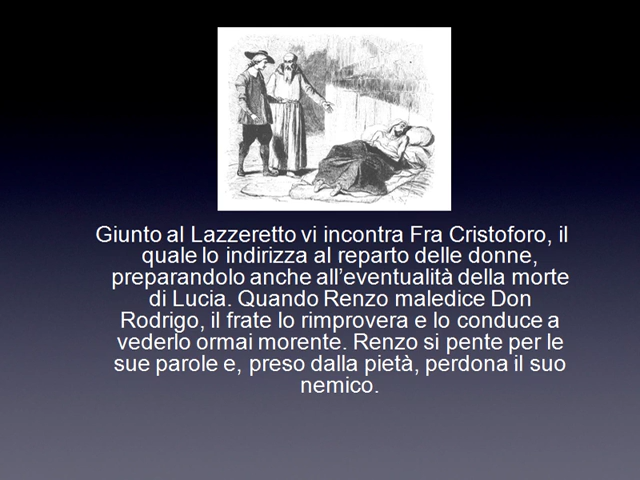 Giunto al Lazzeretto vi incontra Fra Cristoforo, il
quale lo indirizza al reparto delle donne,
preparandolo anche all’eventualità della morte
di Lucia. Quando Renzo maledice Don
Rodrigo, il frate lo rimprovera e lo conduce a
vederlo ormai morente. Renzo si pente per le
sue parole e, preso dalla pietà, perdona il suo
nemico.